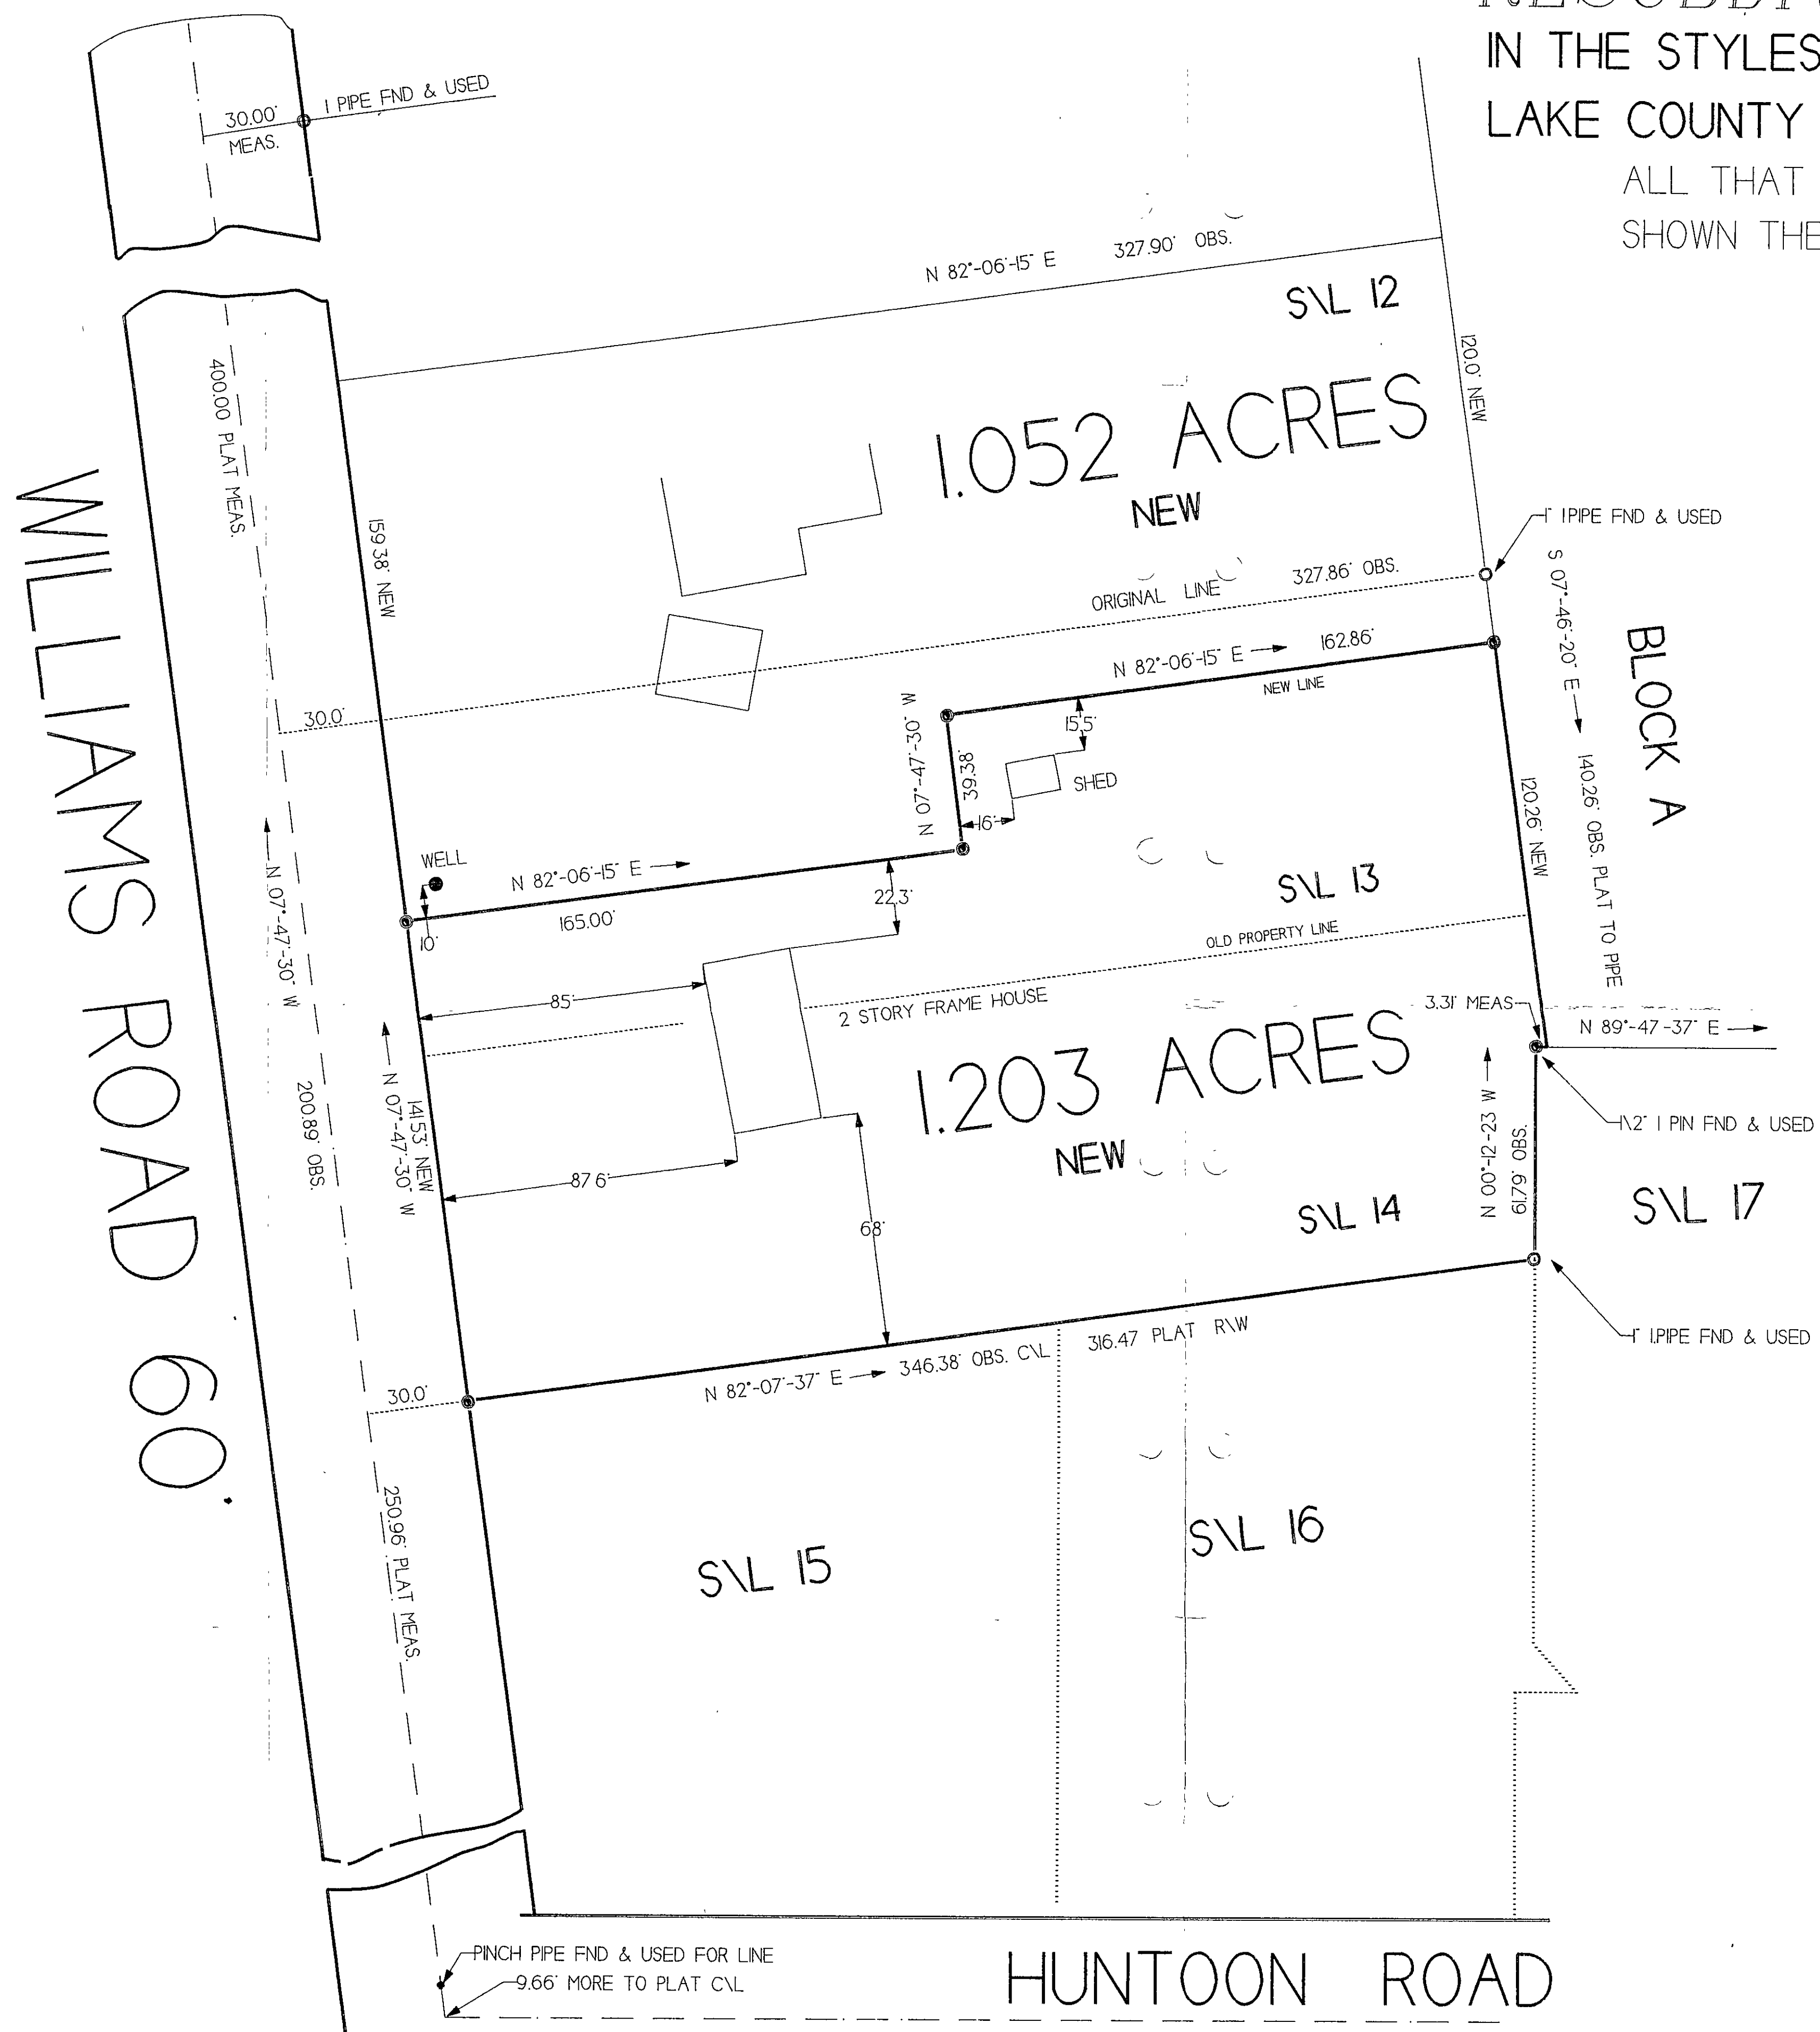 IN THE STYLES
LAKE COUNTY
ALL THAT
SHOWN THE
30.00'
MEAS.
I PIPE FND & USED
N 82°-06'-15" E 327.90' OBS.
S\L 12
120.0' NEW
400.00 PLAT MEAS.
159.38' NEW
1.052 ACRES
NEW
1" I.PIPE FND & USED
ORIGINAL LINE 327.86' OBS.
S 07°-46'-20" E 140.26' OBS. PLAT TO PIPE
BLOCK A
N 82°-06'-15" E 162.86'
NEW LINE
30.0'
15.5'
N 07°-47'-30" W
39.38'
SHED
16'
120.26' NEW
WELL
N 82°-06'-15" E
165.00'
10'
22.3'
S\L 13
N 07°-47'-30" W
200.89' OBS.
WILLIAMS ROAD 60'
OLD PROPERTY LINE
85'
2 STORY FRAME HOUSE
3.31' MEAS
N 89°-47'-37" E
1.203 ACRES
NEW
141.53' NEW
N 07°-47'-30" W
N 00°-12'-23 W
61.79' OBS.
1\2" I PIN FND & USED
87.6'
68'
S\L 14
S\L 17
1" I.PIPE FND & USED
316.47 PLAT R\W
N 82°-07'-37" E 346.38' OBS. C\L
30.0'
250.96' PLAT MEAS.
S\L 15
S\L 16
PINCH PIPE FND & USED FOR LINE
9.66' MORE TO PLAT C\L
HUNTOON ROAD